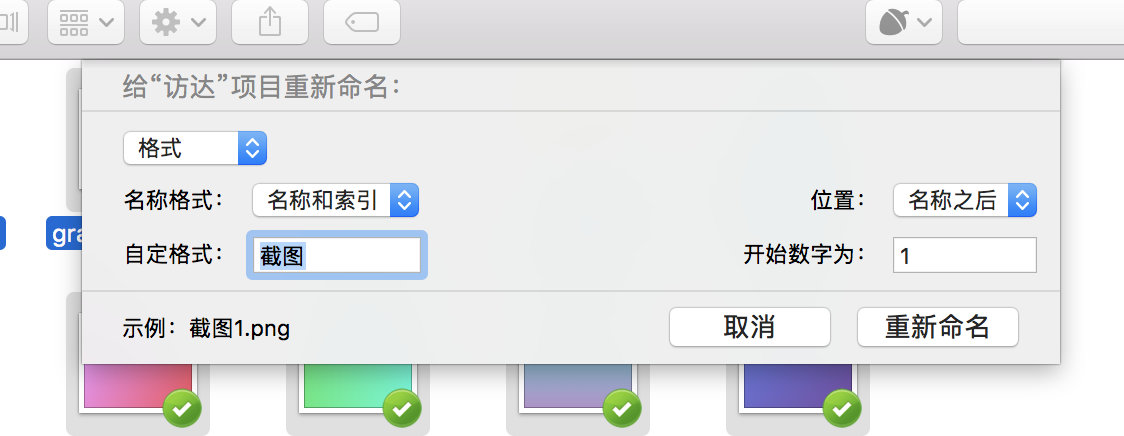 给“访达”项目重新命名：
格式
名称格式： 名称和索引 位置： 名称之后
自定格式： 截图 开始数字为： 1
示例：截图1.png 取消 重新命名